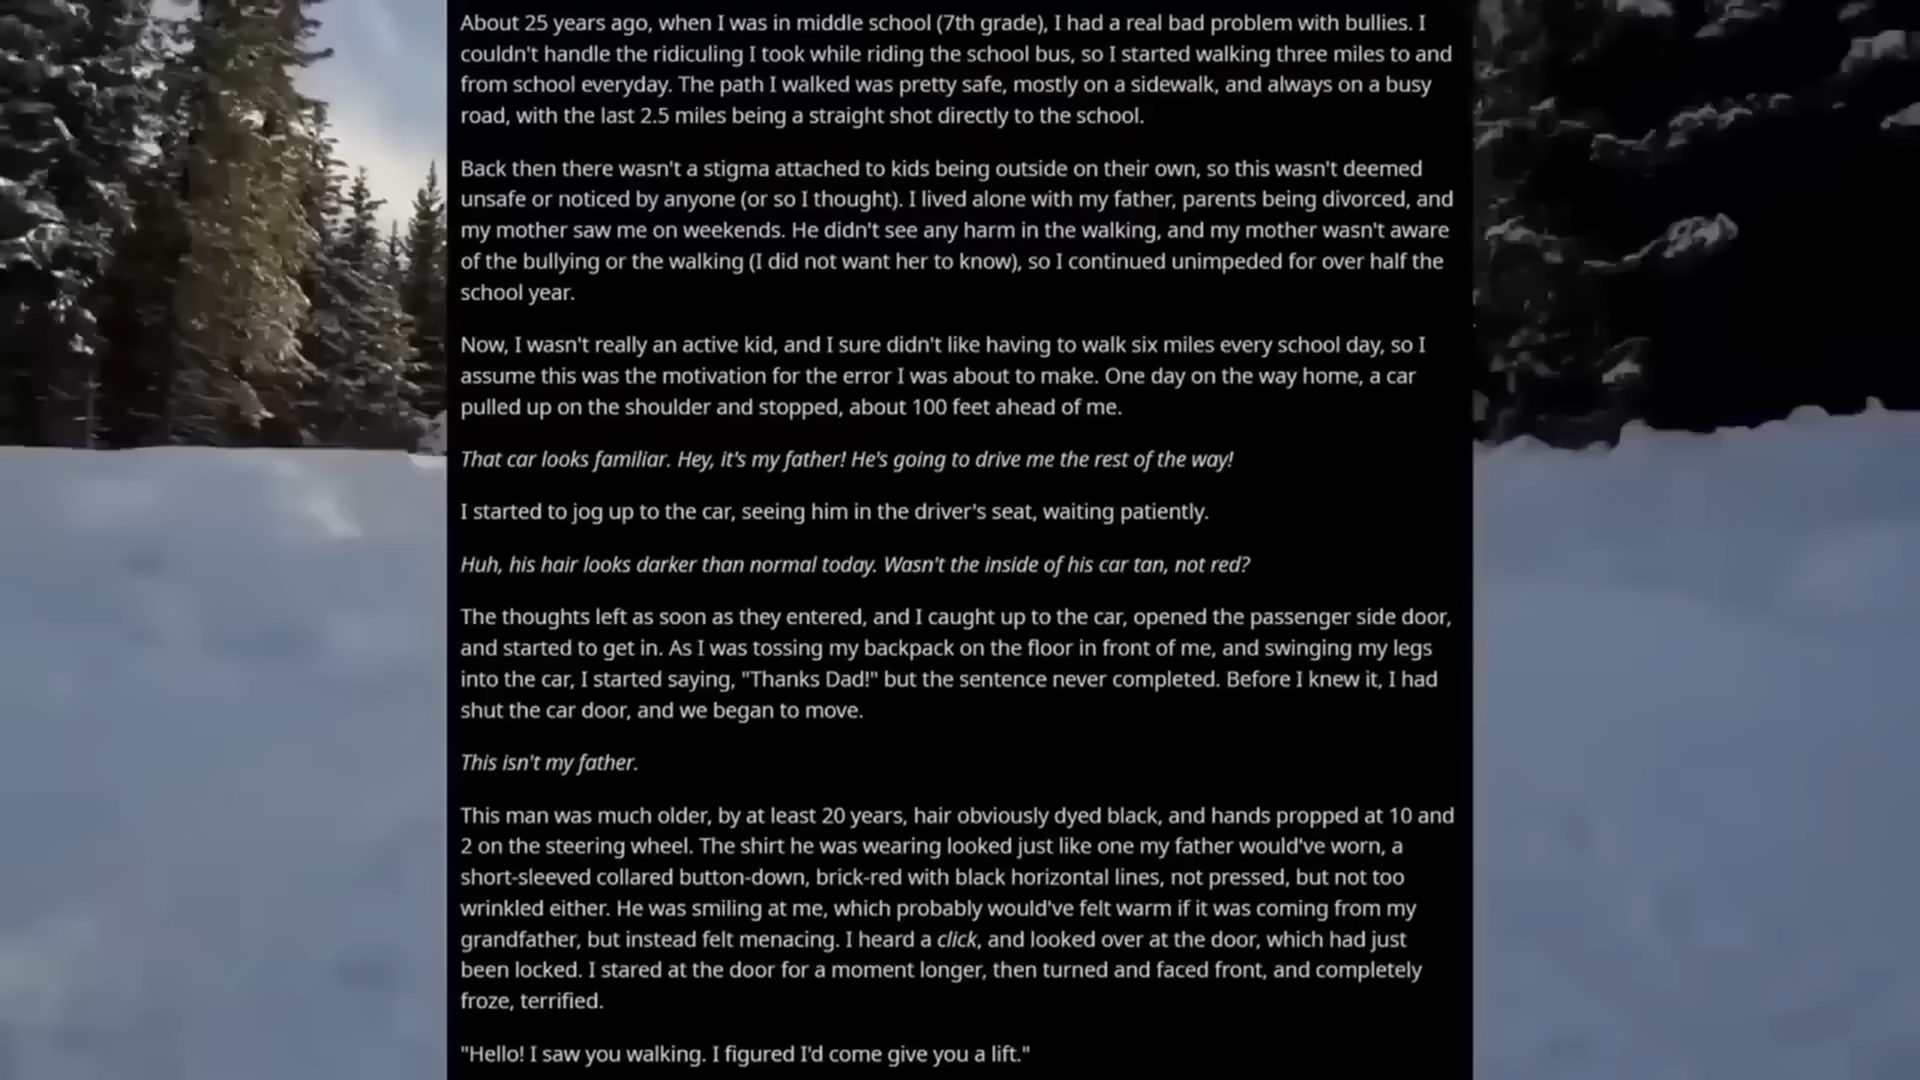 About 25 years ago, when I was in middle school (7th grade), I had a real bad problem with bullies. I
couldn't handle the ridiculing I took while riding the school bus, so I started walking three miles to and
from school everyday. The path I walked was pretty safe, mostly on a sidewalk, and always on a busy
road, with the last 2.5 miles being a straight shot directly to the school.
Back then there wasn't a stigma attached to kids being outside on their own, so this wasn't deemed
unsafe or noticed by anyone (or so I thought). I lived alone with my father, parents being divorced, and
my mother saw me on weekends. He didn't see any harm in the walking, and my mother wasn't aware
of the bullying or the walking (I did not want her to know), so I continued unimpeded for over half the
school year.
Now, I wasn't really an active kid, and I sure didn't like having to walk six miles every school day, so I
assume this was the motivation for the error I was about to make. One day on the way home, a car
pulled up on the shoulder and stopped, about 100 feet ahead of me.
That car looks familiar. Hey, it's my father! He's going to drive me the rest of the way!
I started to jog up to the car, seeing him in the driver's seat, waiting patiently.
Huh, his hair looks darker than normal today. Wasn't the inside of his car tan, not red?
The thoughts left as soon as they entered, and I caught up to the car, opened the passenger side door,
and started to get in. As I was tossing my backpack on the floor in front of me, and swinging my legs
into the car, I started saying, "Thanks Dad!" but the sentence never completed. Before I knew it, I had
shut the car door, and we began to move.
This isn't my father.
This man was much older, by at least 20 years, hair obviously dyed black, and hands propped at 10 and
2 on the steering wheel. The shirt he was wearing looked just like one my father would've worn, a
short-sleeved collared button-down, brick-red with black horizontal lines, not pressed, but not too
wrinkled either. He was smiling at me, which probably would've felt warm if it was coming from my
grandfather, but instead felt menacing. I heard a click, and looked over at the door, which had just
been locked. I stared at the door for a moment longer, then turned and faced front, and completely
froze, terrified.
"Hello! I saw you walking. I figured I'd come give you a lift."